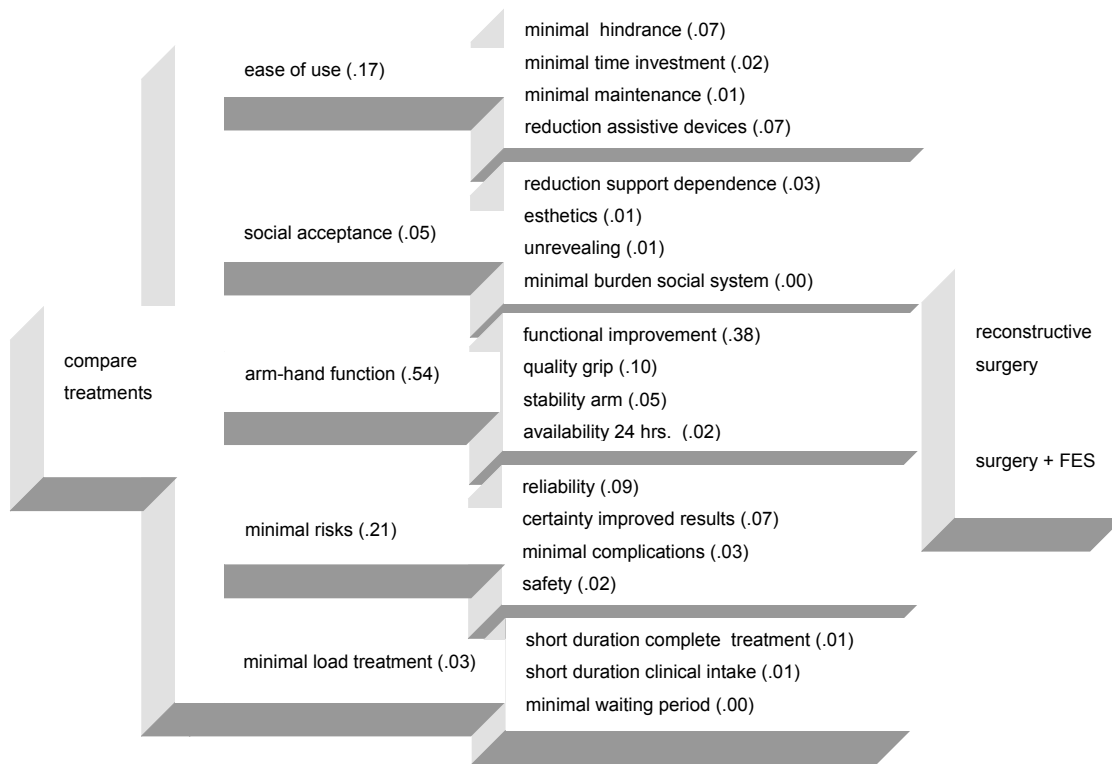 compare
treatments
ease of use (.17)
minimal hindrance (.07)
minimal time investment (.02)
minimal maintenance (.01)
reduction assistive devices (.07)
social acceptance (.05)
reduction support dependence (.03)
esthetics (.01)
unrevealing (.01)
minimal burden social system (.00)
arm-hand function (.54)
functional improvement (.38)
quality grip (.10)
stability arm (.05)
availability 24 hrs. (.02)
minimal risks (.21)
reliability (.09)
certainty improved results (.07)
minimal complications (.03)
safety (.02)
minimal load treatment (.03)
short duration complete treatment (.01)
short duration clinical intake (.01)
minimal waiting period (.00)
reconstructive
surgery
surgery + FES